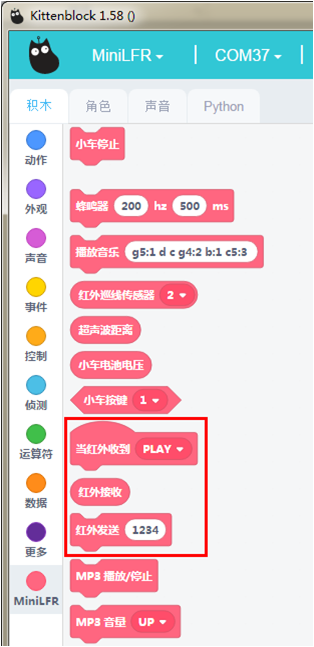 Kittenblock 1.58 ()
MiniLFR COM37
积木 角色 声音 Python
动作
外观
声音
事件
控制
侦测
运算符
数据
更多
MiniLFR
小车停止
蜂鸣器 200 hz 500 ms
播放音乐 g5:1 d c g4:2 b:1 c5:3
红外巡线传感器 2
超声波距离
小车电池电压
小车按键 1
当红外收到 PLAY
红外接收
红外发送 1234
MP3 播放/停止
MP3 音量 UP